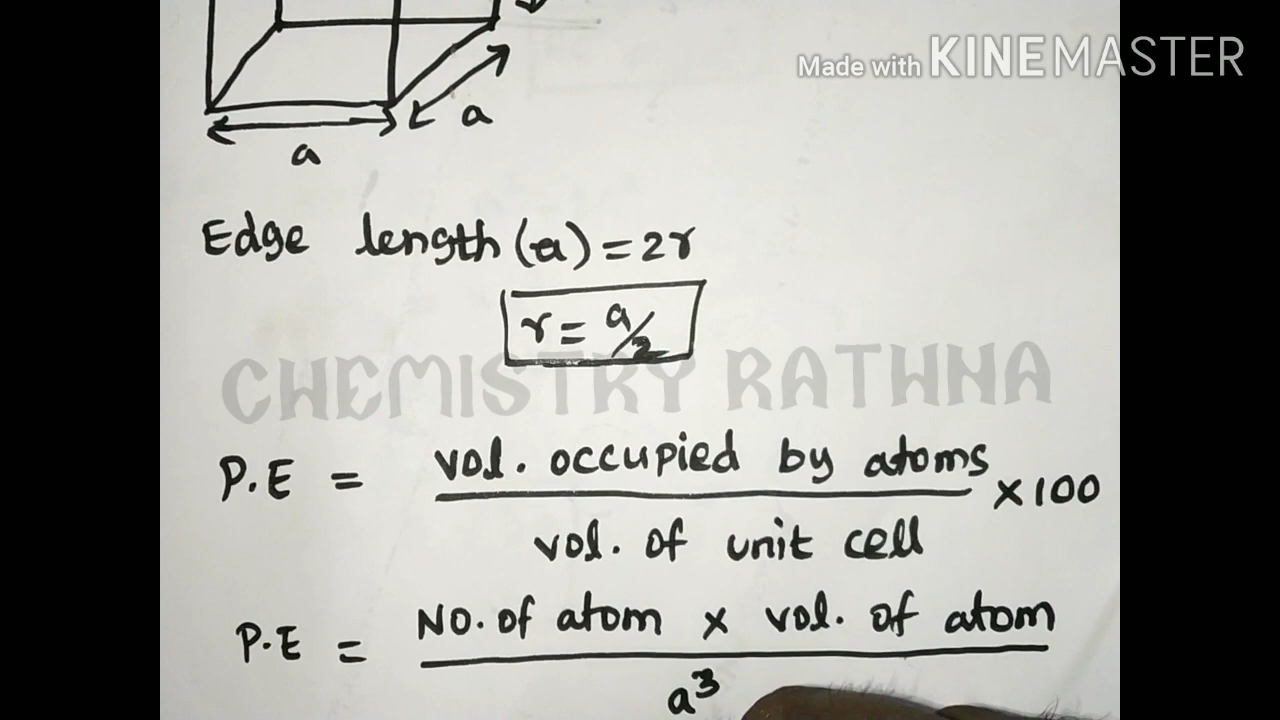 Made with KINEMASTER
a
a
Edge length (a) = 2r
r = a/2
CHEMISTRY RATHNA
P.E = vol. occupied by atoms / vol. of unit cell × 100
P.E = NO. of atom × vol. of atom / a³